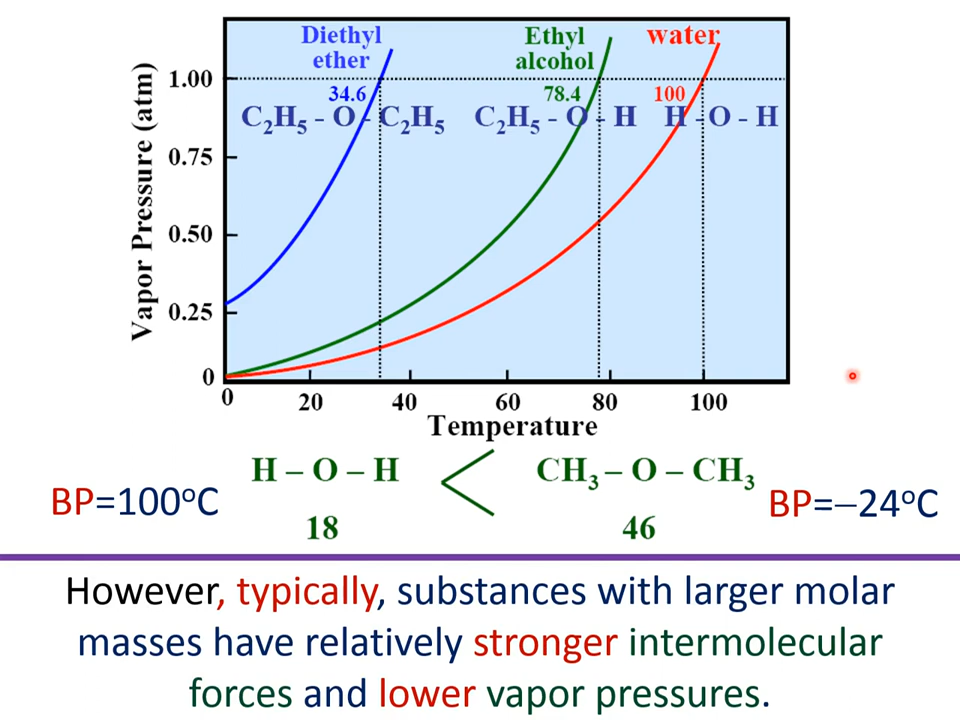 Diethyl ether
Ethyl alcohol
water
1.00
34.6
78.4
100
C₂H₅ - O - C₂H₅
C₂H₅ - O - H
H - O - H
0.75
0.50
0.25
0
Vapor Pressure (atm)
0 20 40 60 80 100
Temperature
H – O – H < CH₃ – O – CH₃
BP=100°C
BP=–24°C
18 46
However, typically, substances with larger molar
masses have relatively stronger intermolecular
forces and lower vapor pressures.